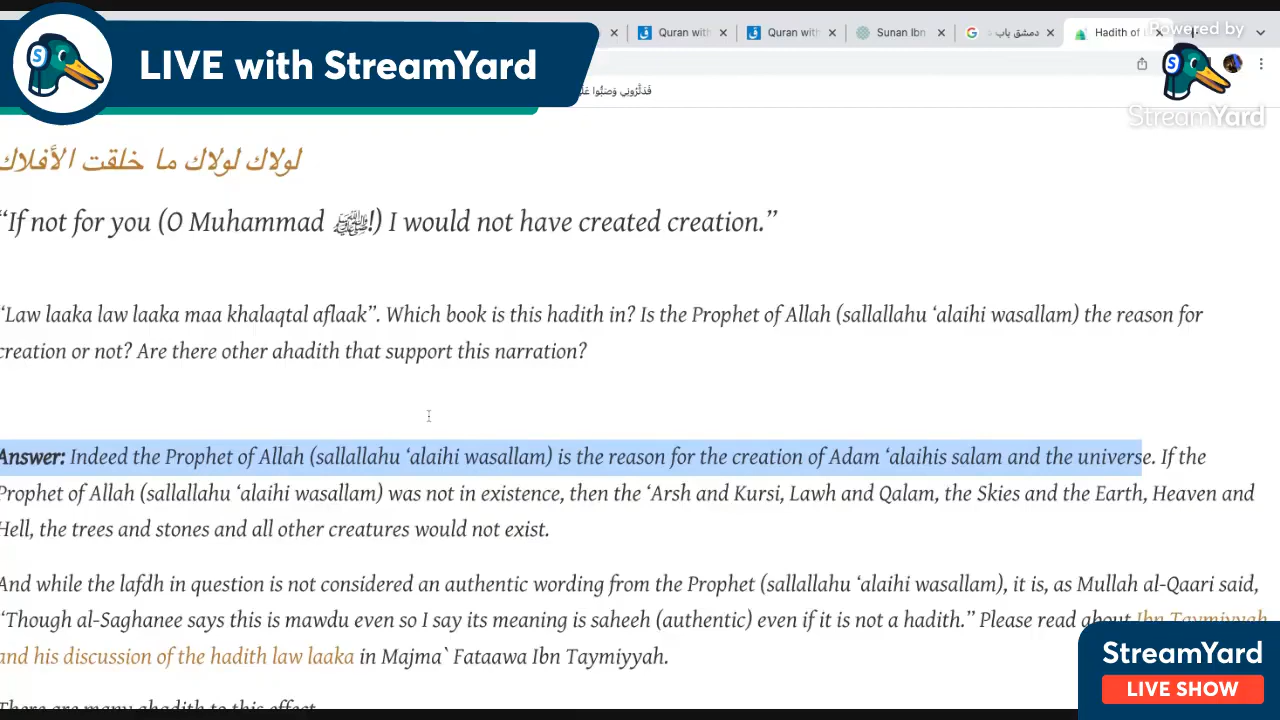 LIVE with StreamYard
Quran with
Quran with
Sunan Ibn
دمشق باب د
Hadith of
Powered by
StreamYard
قَدَثِّرُونِي وَصَبُّوا عَلَ
لولاك لولاك ما خلقت الأفلاك
“If not for you (O Muhammad ﷺ!) I would not have created creation.”
“Law laaka law laaka maa khalaqtal aflaak”. Which book is this hadith in? Is the Prophet of Allah (sallallahu ‘alaihi wasallam) the reason for
creation or not? Are there other ahadith that support this narration?
Answer: Indeed the Prophet of Allah (sallallahu ‘alaihi wasallam) is the reason for the creation of Adam ‘alaihis salam and the universe. If the
Prophet of Allah (sallallahu ‘alaihi wasallam) was not in existence, then the ‘Arsh and Kursi, Lawh and Qalam, the Skies and the Earth, Heaven and
Hell, the trees and stones and all other creatures would not exist.
And while the lafdh in question is not considered an authentic wording from the Prophet (sallallahu ‘alaihi wasallam), it is, as Mullah al-Qaari said,
“Though al-Saghanee says this is mawdu even so I say its meaning is saheeh (authentic) even if it is not a hadith.” Please read about Ibn Taymiyyah
and his discussion of the hadith law laaka in Majma` Fataawa Ibn Taymiyyah.
There are many ahadith to this effect
StreamYard
LIVE SHOW